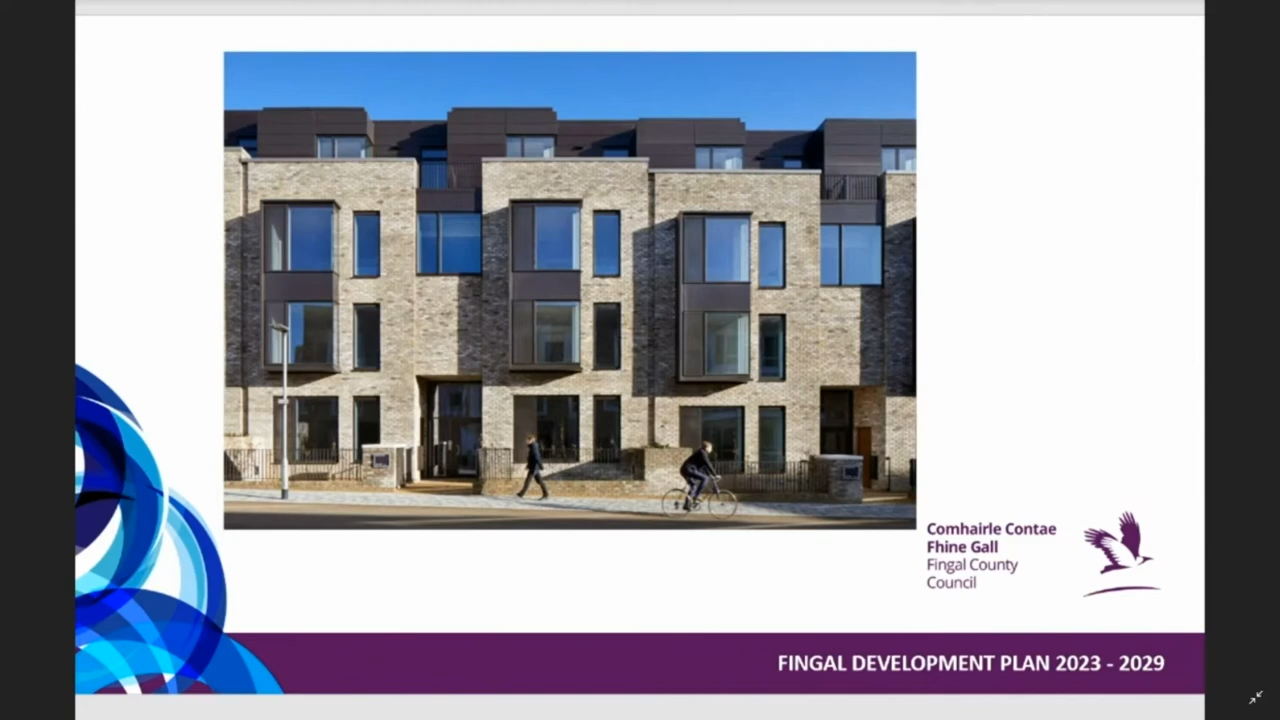 Comhairle Contae
Fhine Gall
Fingal County
Council
FINGAL DEVELOPMENT PLAN 2023 - 2029